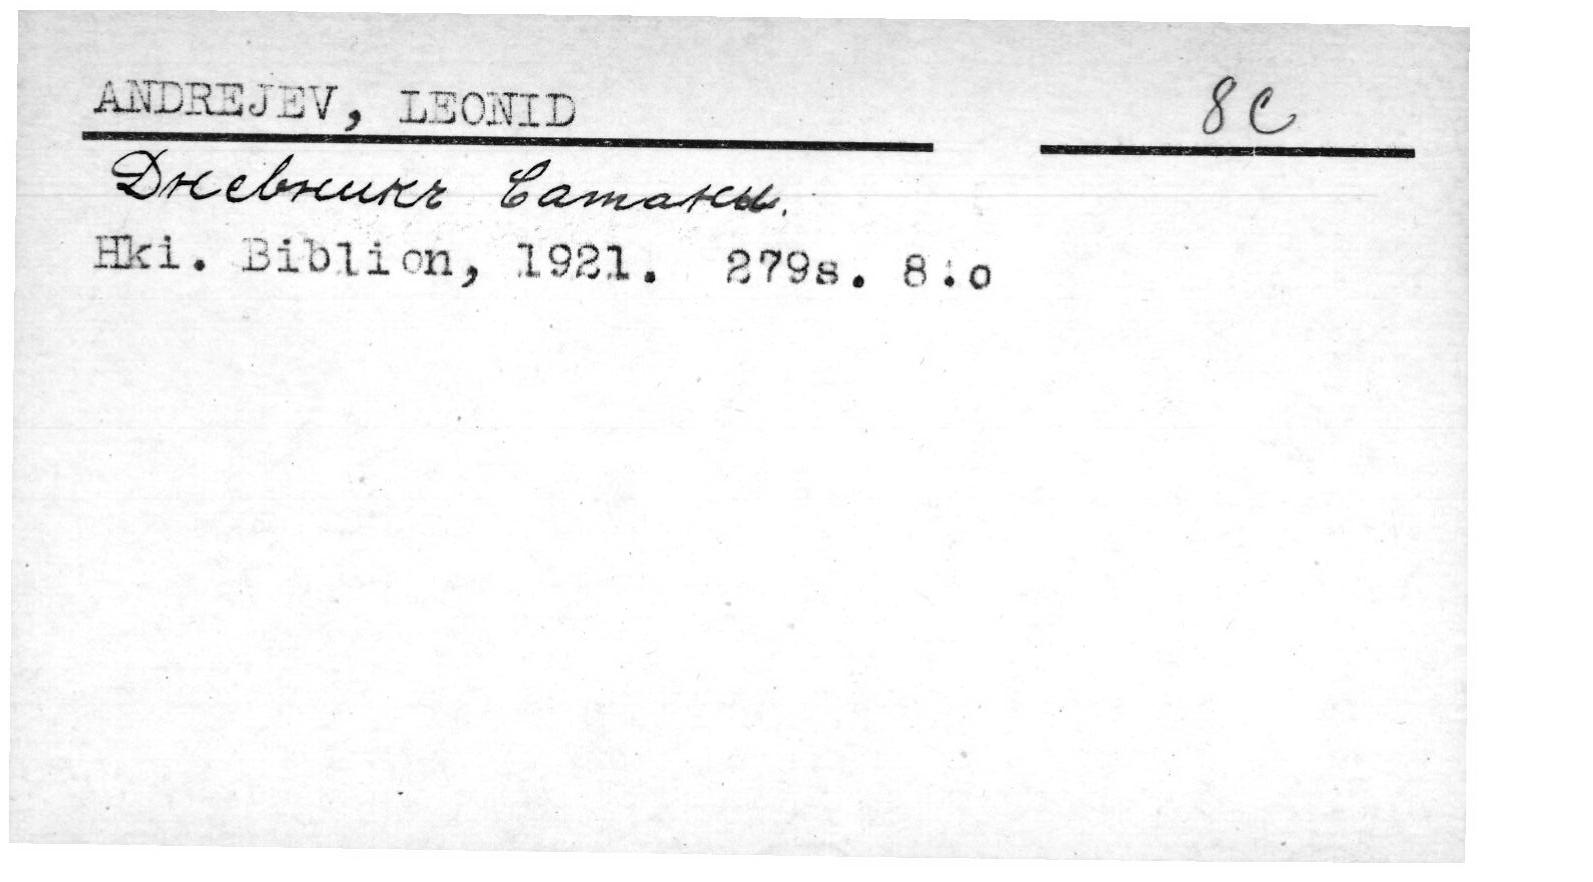 ANDREJEV, LEONID 8C
Дневникъ Сатаны.
Hki. Biblion, 1921. 279s. 8:o